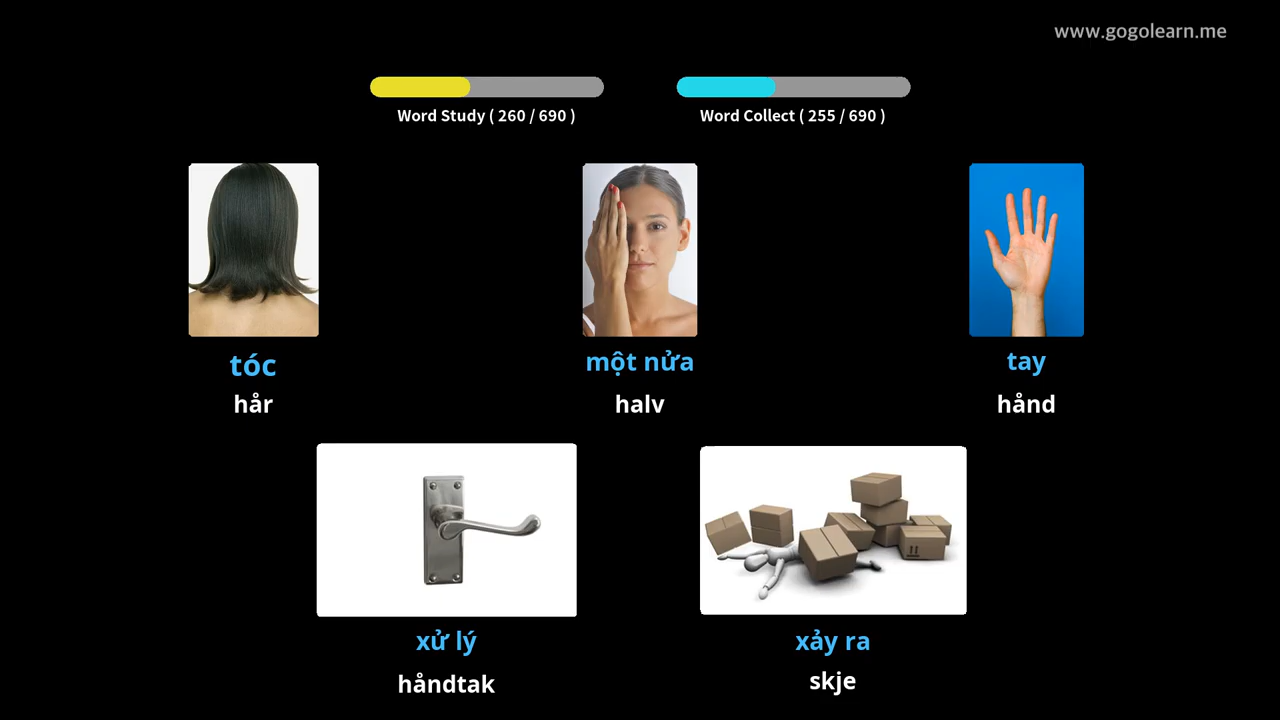 www.gogolearn.me
Word Study ( 260 / 690 )
Word Collect ( 255 / 690 )
tóc
hår
một nửa
halv
tay
hånd
xử lý
håndtak
xảy ra
skje